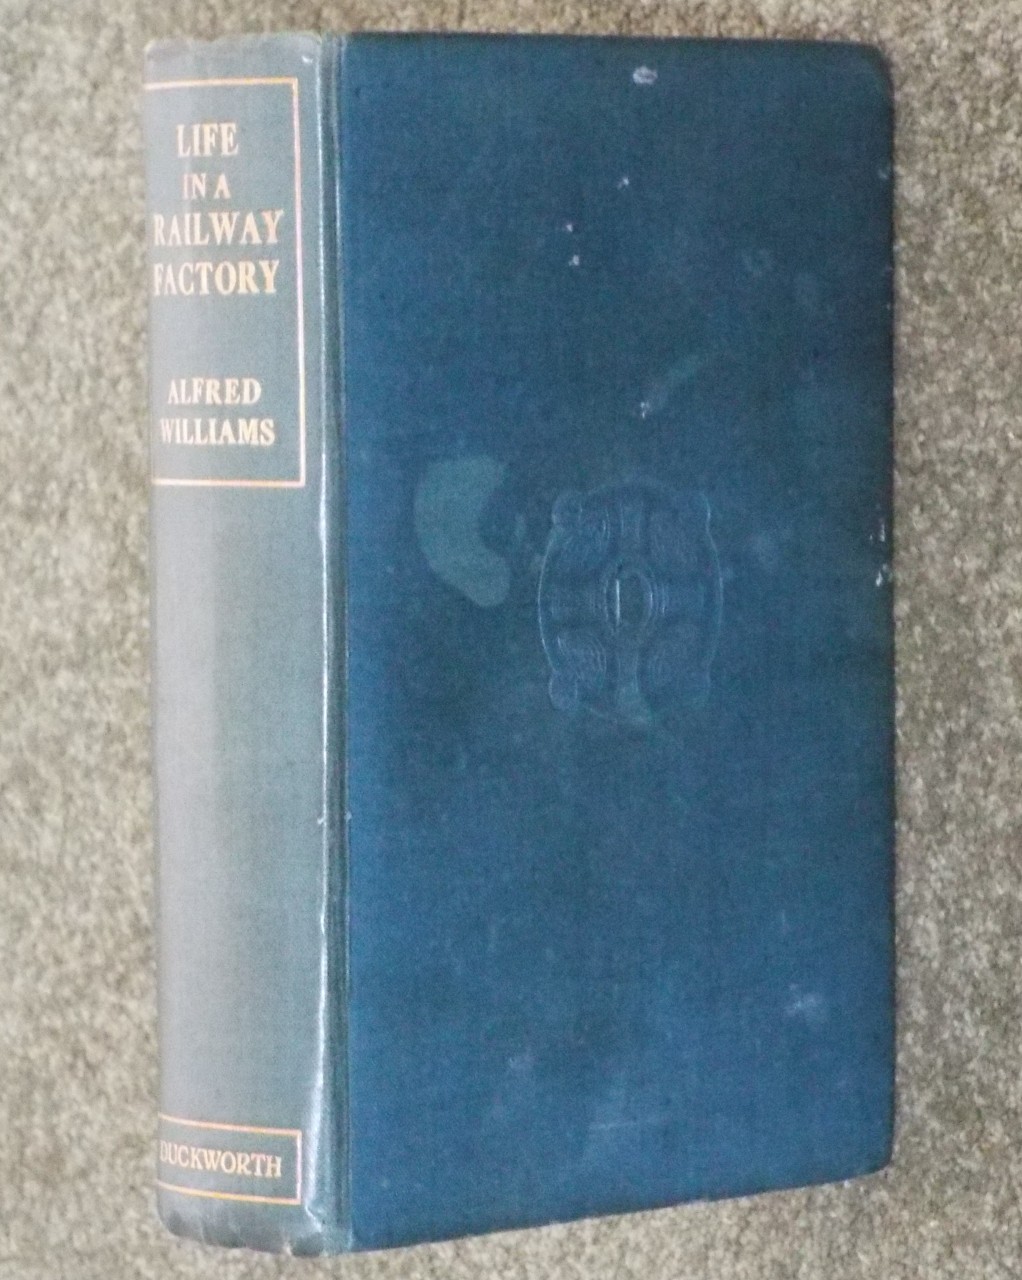 LIFE
IN A
RAILWAY
FACTORY
ALFRED
WILLIAMS
DUCKWORTH